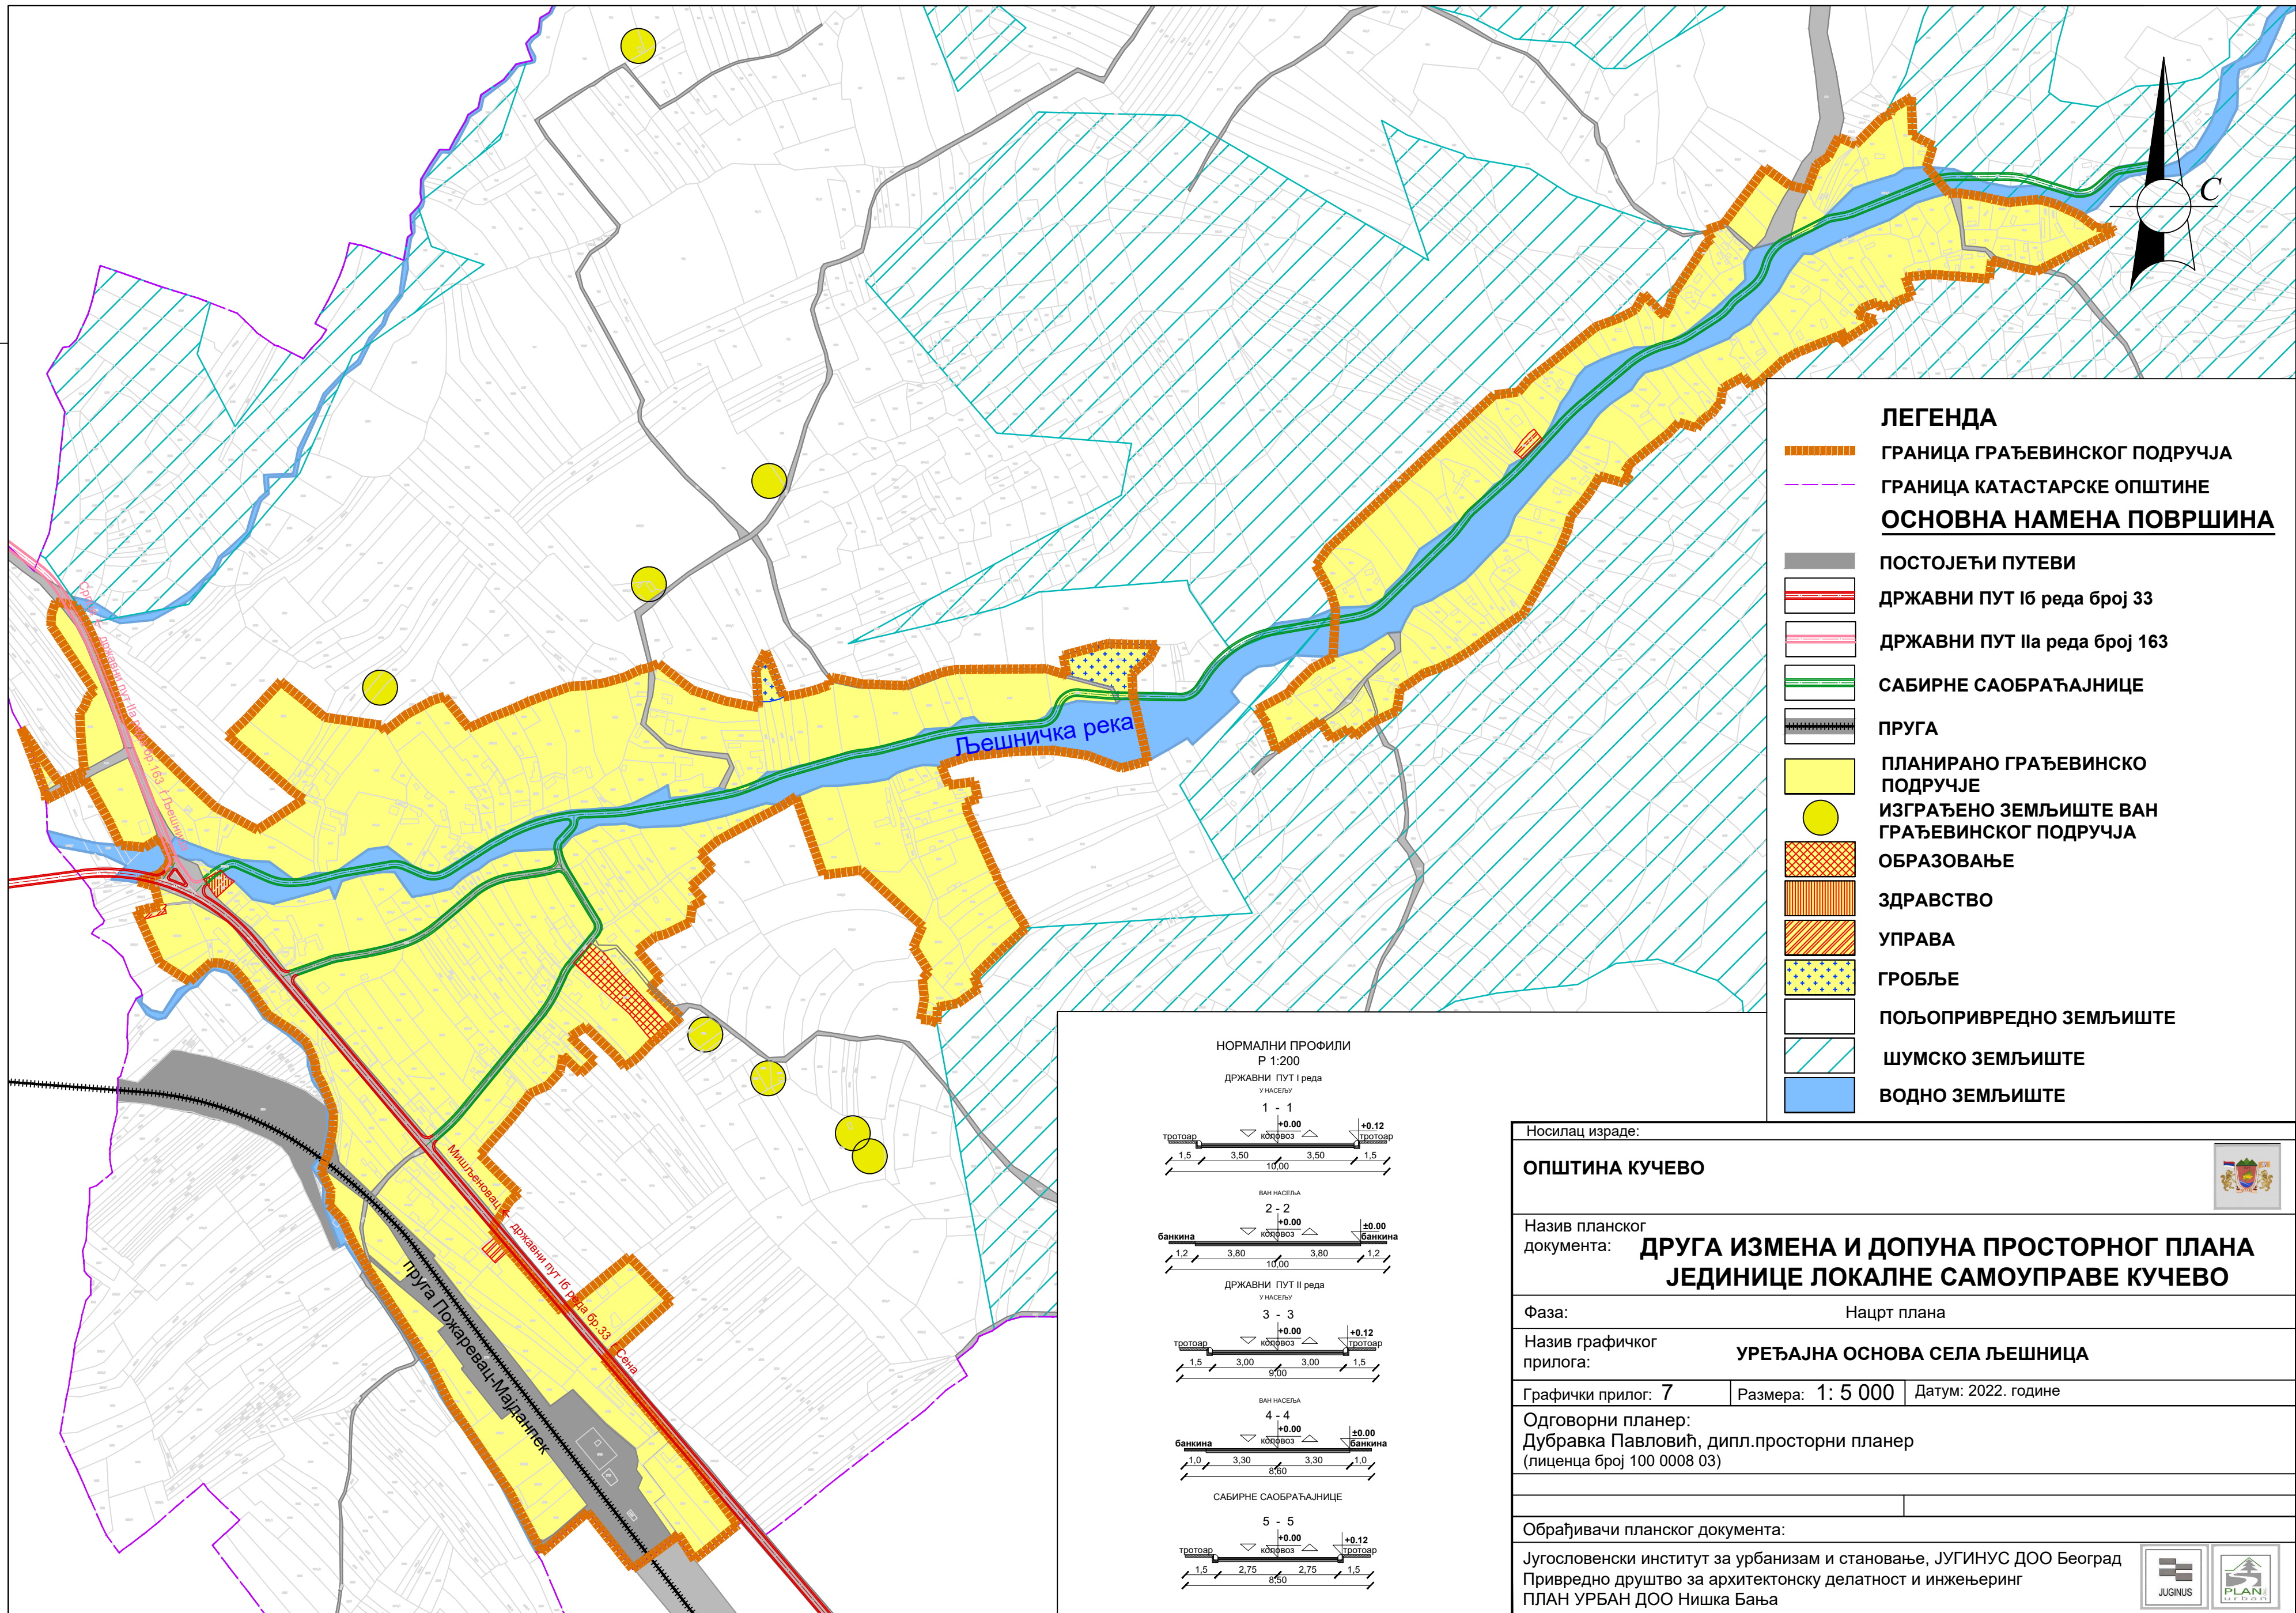 C
ЛЕГЕНДА
ГРАНИЦА ГРАЂЕВИНСКОГ ПОДРУЧЈА
ГРАНИЦА КАТАСТАРСКЕ ОПШТИНЕ
ОСНОВНА НАМЕНА ПОВРШИНА
ПОСТОЈЕЋИ ПУТЕВИ
ДРЖАВНИ ПУТ Iб реда број 33
ДРЖАВНИ ПУТ IIа реда број 163
САБИРНЕ САОБРАЋАЈНИЦЕ
ПРУГА
ПЛАНИРАНО ГРАЂЕВИНСКО
ПОДРУЧЈЕ
ИЗГРАЂЕНО ЗЕМЉИШТЕ ВАН
ГРАЂЕВИНСКОГ ПОДРУЧЈА
ОБРАЗОВАЊЕ
ЗДРАВСТВО
УПРАВА
ГРОБЉЕ
ПОЉОПРИВРЕДНО ЗЕМЉИШТЕ
ШУМСКО ЗЕМЉИШТЕ
ВОДНО ЗЕМЉИШТЕ
државни пут IIа реда бр.163
Љешница
Љешничка река
Мишљеновац
државни пут Iб реда бр.33
Сена
пруга Пожаревац-Мајданпек
НОРМАЛНИ ПРОФИЛИ
Р 1:200
ДРЖАВНИ ПУТ I реда
У НАСЕЉУ
1 - 1
+0.00
+0.12
тротоар
коловоз
тротоар
1,5 3,50 3,50 1,5
10,00
ВАН НАСЕЉА
2 - 2
+0.00
±0.00
банкина
коловоз
банкина
1,2 3,80 3,80 1,2
10,00
ДРЖАВНИ ПУТ II реда
У НАСЕЉУ
3 - 3
+0.00
+0.12
тротоар
коловоз
тротоар
1,5 3,00 3,00 1,5
9,00
ВАН НАСЕЉА
4 - 4
+0.00
±0.00
банкина
коловоз
банкина
1,0 3,30 3,30 1,0
8,60
САБИРНЕ САОБРАЋАЈНИЦЕ
5 - 5
+0.00
+0.12
тротоар
коловоз
тротоар
1,5 2,75 2,75 1,5
8,50
Носилац израде:
ОПШТИНА КУЧЕВО
Назив планског
документа:
ДРУГА ИЗМЕНА И ДОПУНА ПРОСТОРНОГ ПЛАНА
ЈЕДИНИЦЕ ЛОКАЛНЕ САМОУПРАВЕ КУЧЕВО
Фаза: Нацрт плана
Назив графичког
прилога:
УРЕЂАЈНА ОСНОВА СЕЛА ЉЕШНИЦА
Графички прилог: 7 Размера: 1: 5 000 Датум: 2022. године
Одговорни планер:
Дубравка Павловић, дипл.просторни планер
(лиценца број 100 0008 03)
Обрађивачи планског документа:
Југословенски институт за урбанизам и становање, ЈУГИНУС ДОО Београд
Привредно друштво за архитектонску делатност и инжењеринг
ПЛАН УРБАН ДОО Нишка Бања
JUGINUS
PLAN
urban